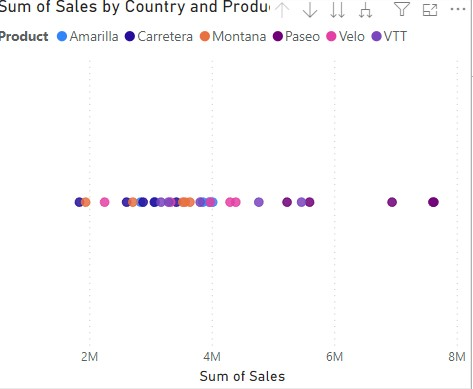 Sum of Sales by Country and Produ
Product Amarilla Carretera Montana Paseo Velo VTT
2M 4M 6M 8M
Sum of Sales